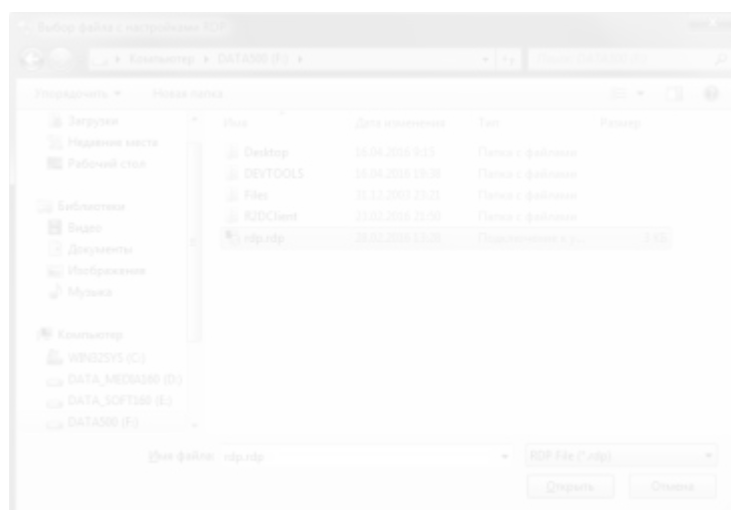 Выбор файла с настройками RDP
Компьютер DATA500 (F:)
Упорядочить Новая папка
Загрузки
Недавние места
Рабочий стол
Библиотеки
Видео
Документы
Изображения
Музыка
Компьютер
WIN32SYS (C:)
DATA_MEDIA160 (D:)
DATA_SOFT160 (E:)
DATA500 (F:)
Имя Дата изменения Тип Размер
Desktop Папка с файлами
DEVTOOLS Папка с файлами
Files Папка с файлами
R2DClient Папка с файлами
rdp.rdp Подключение к у...
Имя файла: rdp.rdp RDP File (*.rdp)
Открыть Отмена